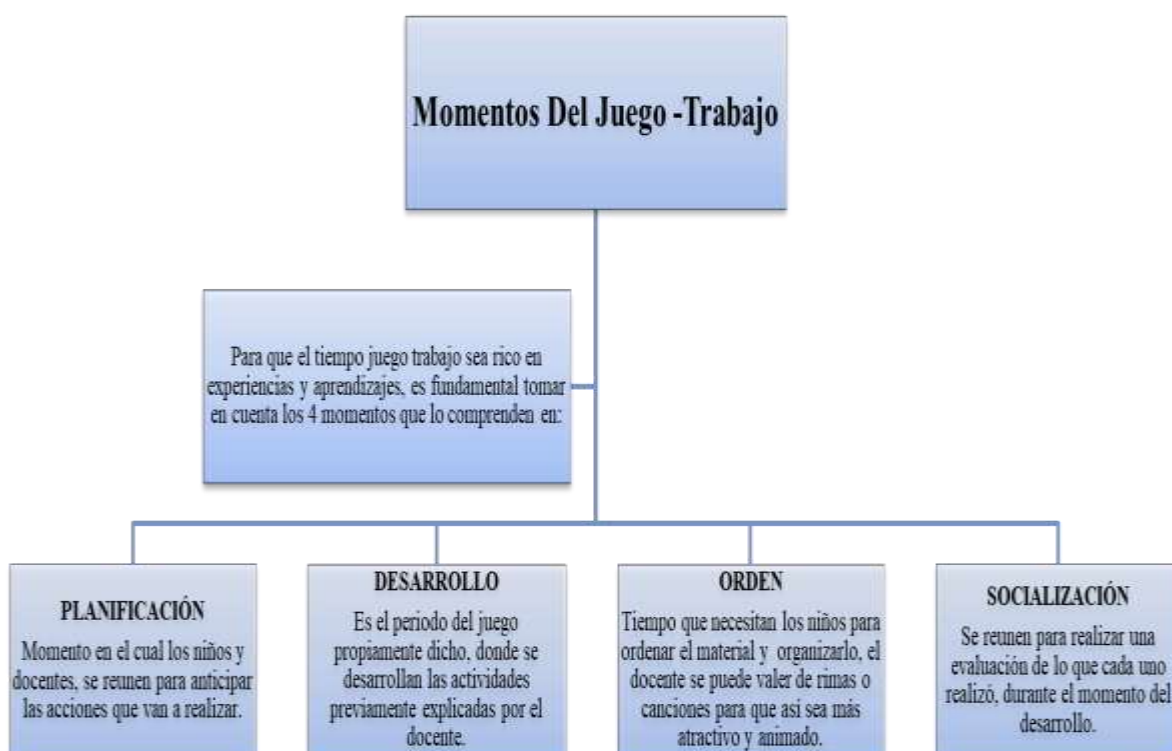 Momentos Del Juego -Trabajo
Para que el tiempo juego trabajo sea rico en
experiencias y aprendizajes, es fundamental tomar
en cuenta los 4 momentos que lo comprenden en:
PLANIFICACIÓN
Momento en el cual los niños y
docentes, se reunen para anticipar
las acciones que van a realizar.
DESARROLLO
Es el periodo del juego
propiamente dicho, donde se
desarrollan las actividades
previamente explicadas por el
docente.
ORDEN
Tiempo que necesitan los niños para
ordenar el material y organizarlo, el
docente se puede valer de rimas o
canciones para que asi sea más
atractivo y animado.
SOCIALIZACIÓN
Se reunen para realizar una
evaluación de lo que cada uno
realizó, durante el momento del
desarrollo.